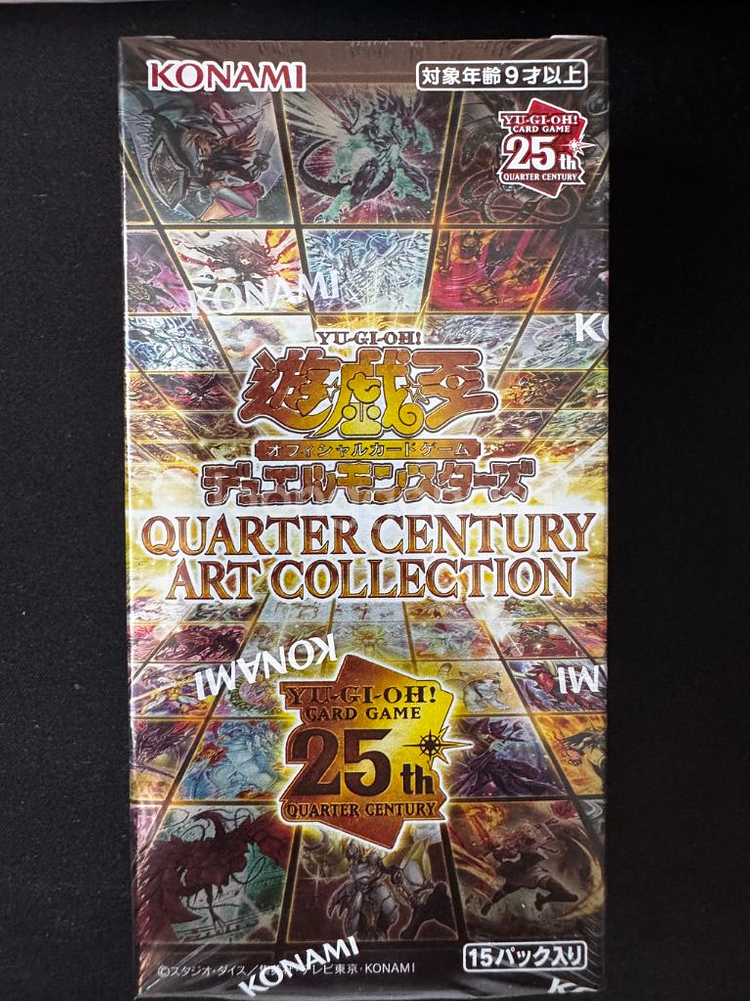 KONAMI
対象年齢9才以上
YU-GI-OH!
CARD GAME
25th
QUARTER CENTURY
KONAMI
YU-GI-OH!
遊戯王
オフィシャルカードゲーム
デュエルモンスターズ
QUARTER CENTURY
ART COLLECTION
KONAMI
YU-GI-OH!
CARD GAME
25th
QUARTER CENTURY
KONAMI
©スタジオ・ダイス/集英社・テレビ東京・KONAMI
15パック入り